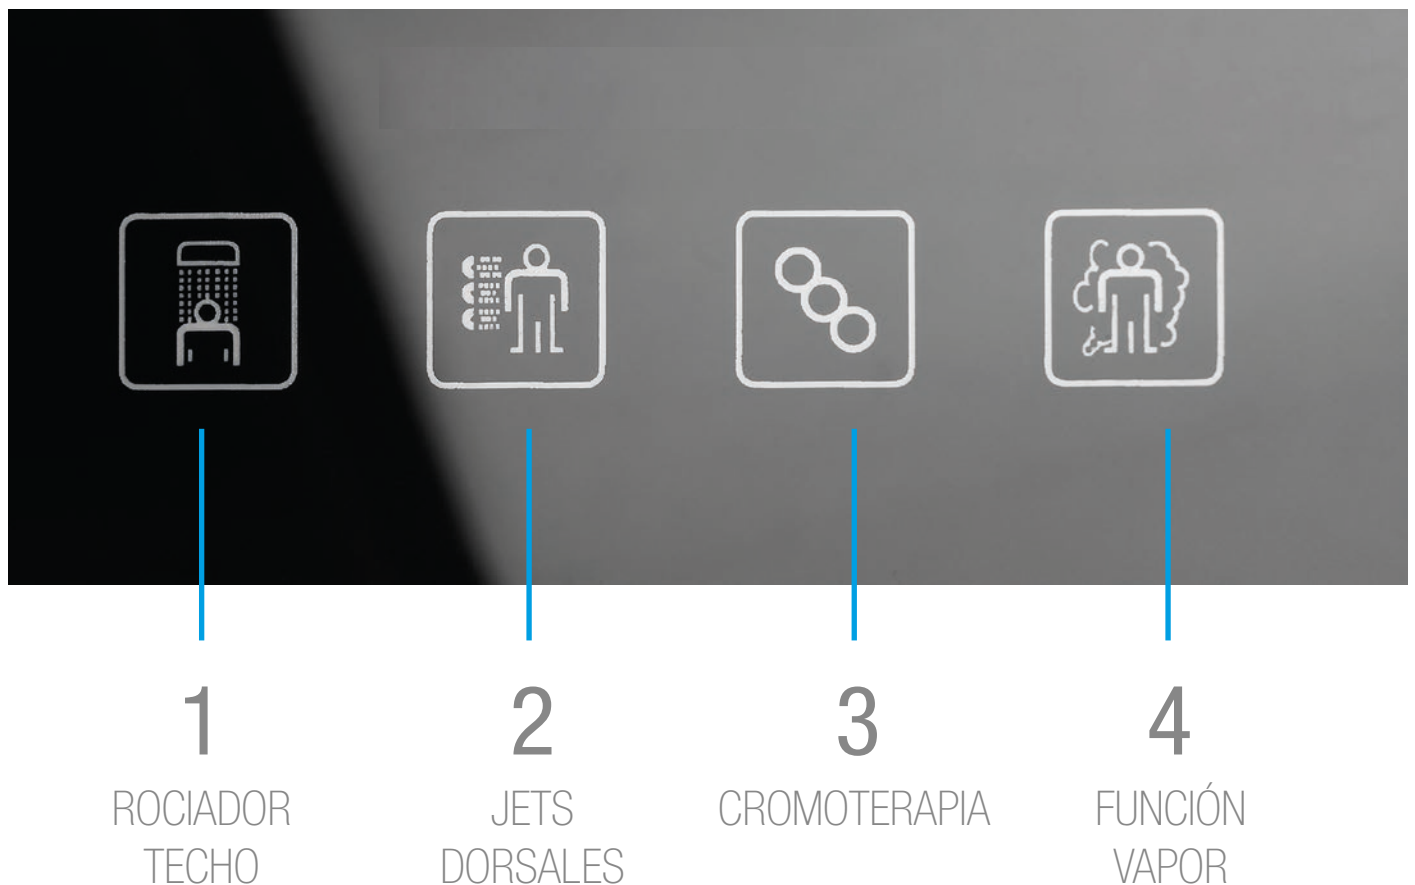 1
ROCIADOR
TECHO
2
JETS
DORSALES
3
CROMOTERAPIA
4
FUNCIÓN
VAPOR